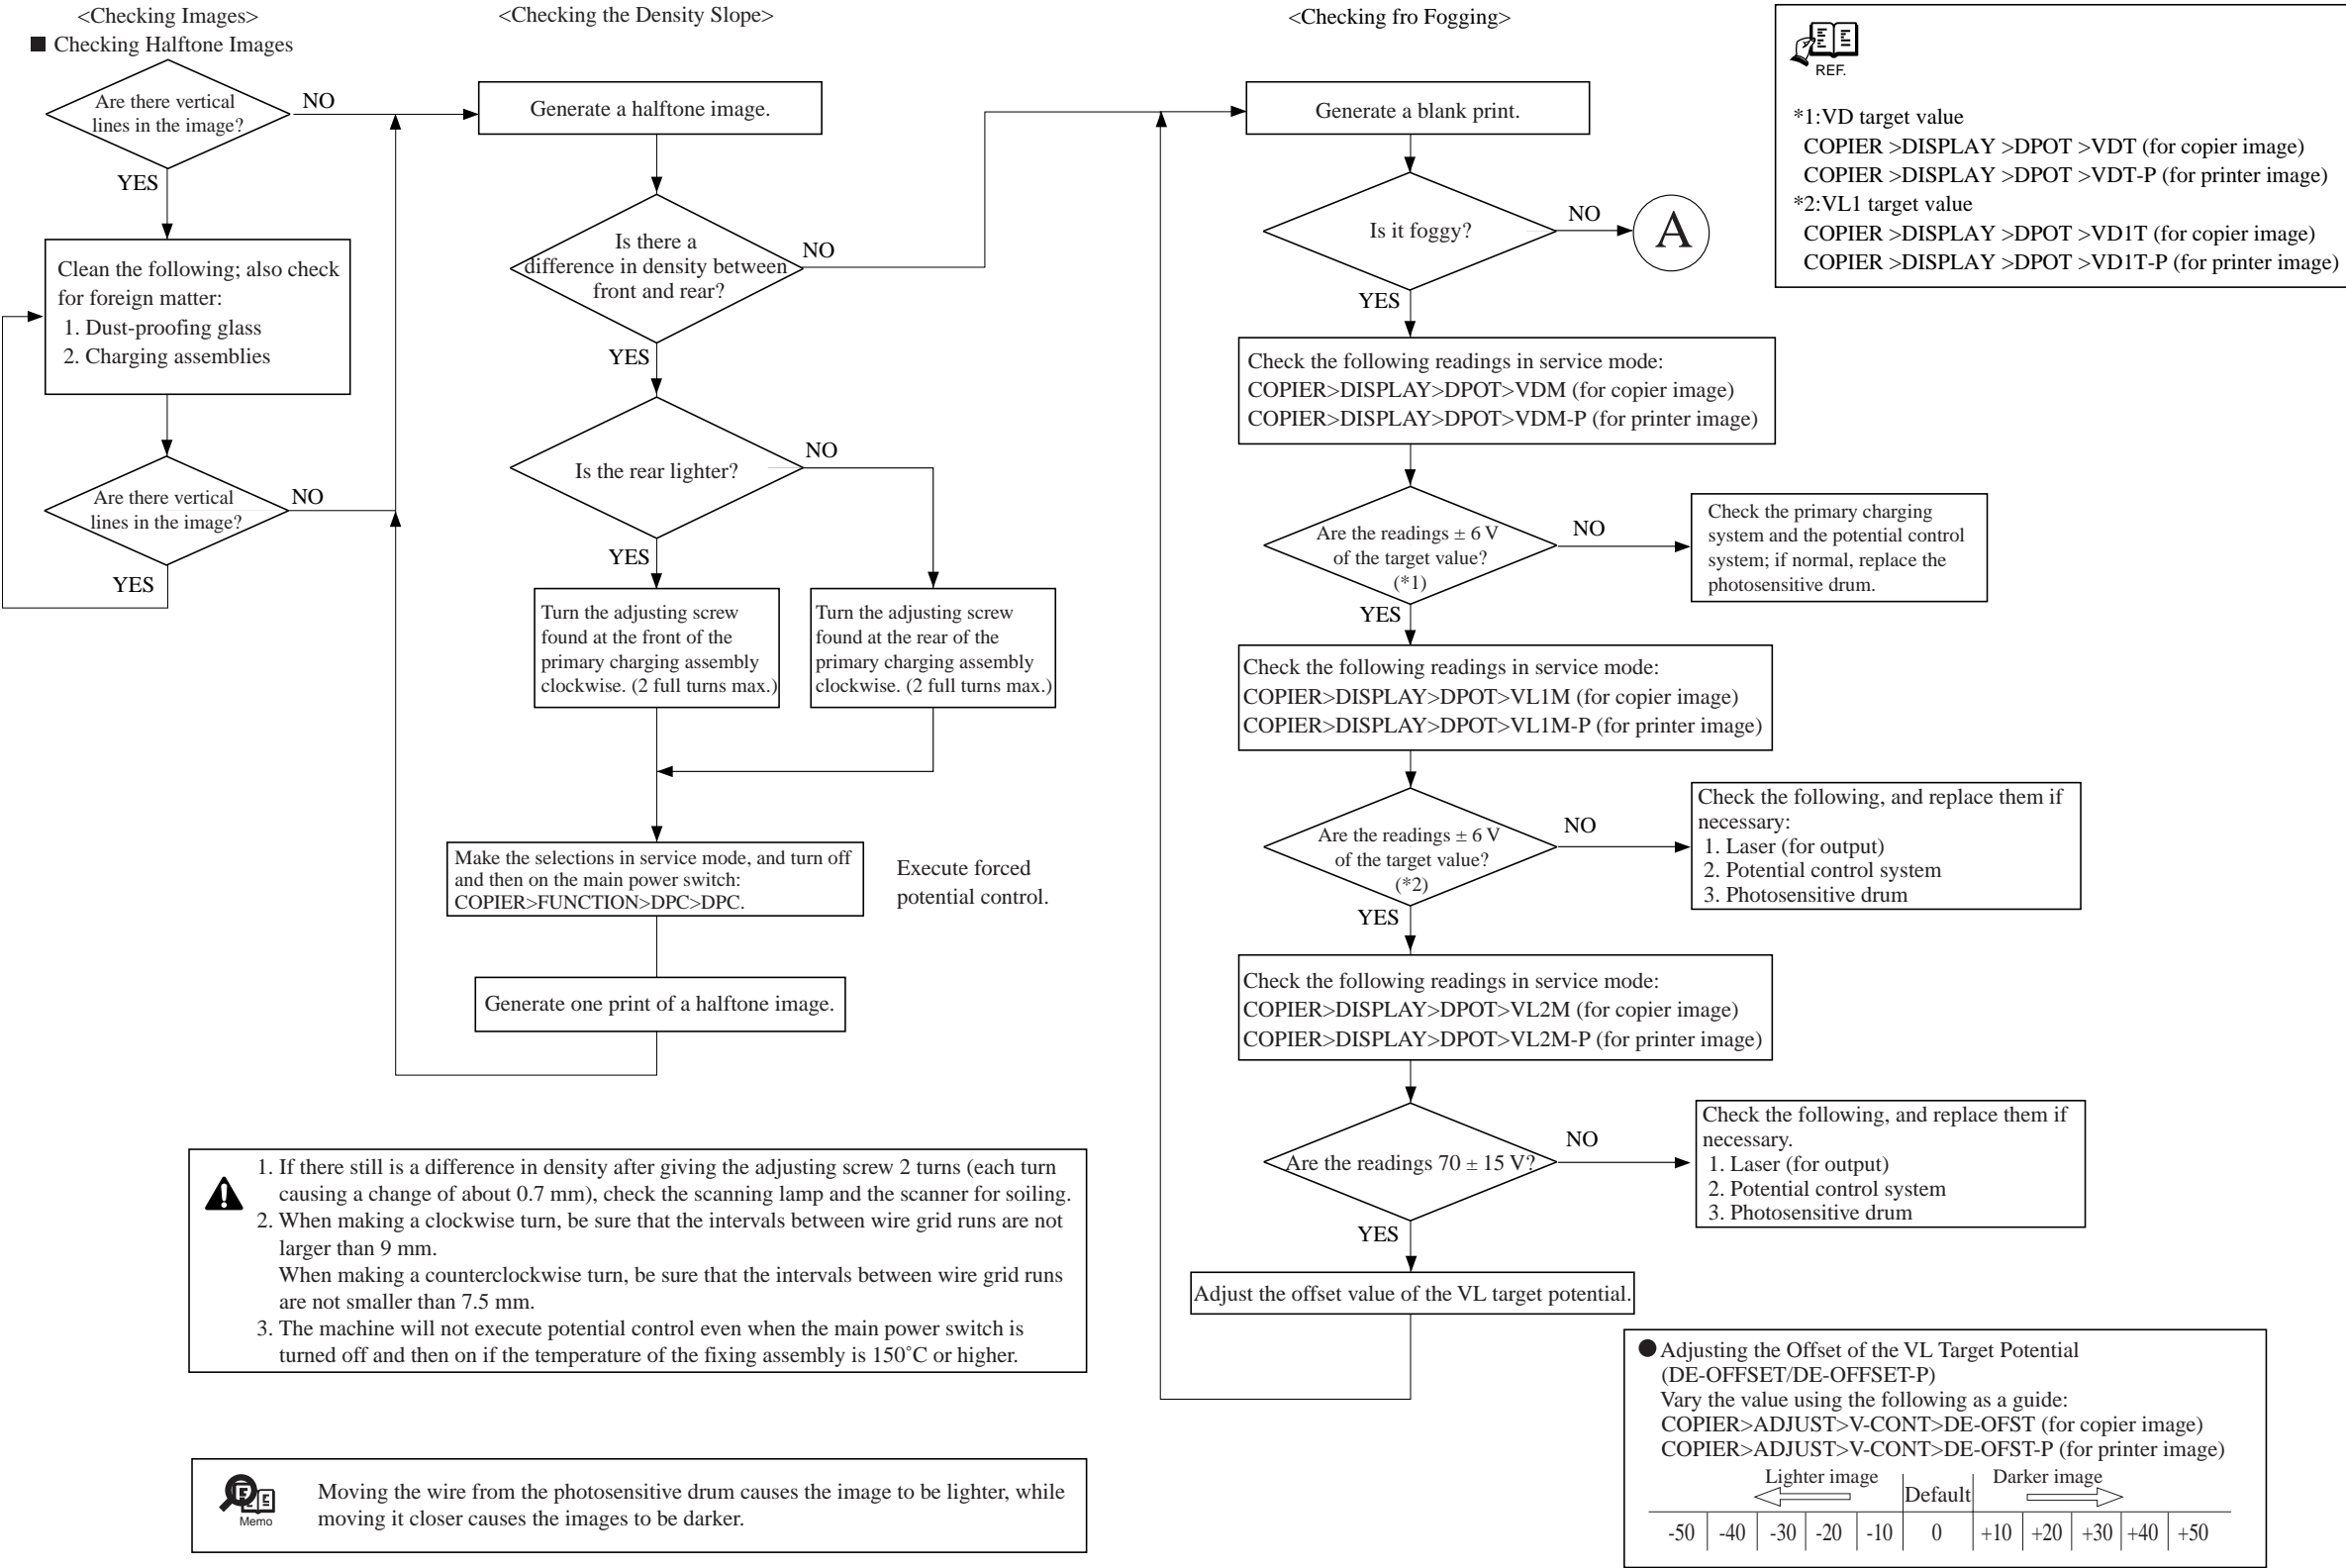 <Checking Images>
■ Checking Halftone Images
Are there vertical
lines in the image?
NO
YES
Clean the following; also check
for foreign matter:
1. Dust-proofing glass
2. Charging assemblies
Are there vertical
lines in the image?
NO
YES
<Checking the Density Slope>
Generate a halftone image.
Is there a
difference in density between
front and rear?
NO
YES
Is the rear lighter?
NO
YES
Turn the adjusting screw
found at the front of the
primary charging assembly
clockwise. (2 full turns max.)
Turn the adjusting screw
found at the rear of the
primary charging assembly
clockwise. (2 full turns max.)
Make the selections in service mode, and turn off
and then on the main power switch:
COPIER>FUNCTION>DPC>DPC.
Execute forced
potential control.
Generate one print of a halftone image.
1. If there still is a difference in density after giving the adjusting screw 2 turns (each turn
causing a change of about 0.7 mm), check the scanning lamp and the scanner for soiling.
2. When making a clockwise turn, be sure that the intervals between wire grid runs are not
larger than 9 mm.
When making a counterclockwise turn, be sure that the intervals between wire grid runs
are not smaller than 7.5 mm.
3. The machine will not execute potential control even when the main power switch is
turned off and then on if the temperature of the fixing assembly is 150˚C or higher.
Memo
Moving the wire from the photosensitive drum causes the image to be lighter, while
moving it closer causes the images to be darker.
<Checking fro Fogging>
Generate a blank print.
Is it foggy?
NO
A
YES
Check the following readings in service mode:
COPIER>DISPLAY>DPOT>VDM (for copier image)
COPIER>DISPLAY>DPOT>VDM-P (for printer image)
Are the readings ± 6 V
of the target value?
(*1)
NO
Check the primary charging
system and the potential control
system; if normal, replace the
photosensitive drum.
YES
Check the following readings in service mode:
COPIER>DISPLAY>DPOT>VL1M (for copier image)
COPIER>DISPLAY>DPOT>VL1M-P (for printer image)
Are the readings ± 6 V
of the target value?
(*2)
NO
Check the following, and replace them if
necessary:
1. Laser (for output)
2. Potential control system
3. Photosensitive drum
YES
Check the following readings in service mode:
COPIER>DISPLAY>DPOT>VL2M (for copier image)
COPIER>DISPLAY>DPOT>VL2M-P (for printer image)
Are the readings 70 ± 15 V?
NO
Check the following, and replace them if
necessary.
1. Laser (for output)
2. Potential control system
3. Photosensitive drum
YES
Adjust the offset value of the VL target potential.
REF.
*1:VD target value
COPIER >DISPLAY >DPOT >VDT (for copier image)
COPIER >DISPLAY >DPOT >VDT-P (for printer image)
*2:VL1 target value
COPIER >DISPLAY >DPOT >VD1T (for copier image)
COPIER >DISPLAY >DPOT >VD1T-P (for printer image)
● Adjusting the Offset of the VL Target Potential
(DE-OFFSET/DE-OFFSET-P)
Vary the value using the following as a guide:
COPIER>ADJUST>V-CONT>DE-OFST (for copier image)
COPIER>ADJUST>V-CONT>DE-OFST-P (for printer image)
Lighter image Default Darker image
-50 -40 -30 -20 -10 0 +10 +20 +30 +40 +50